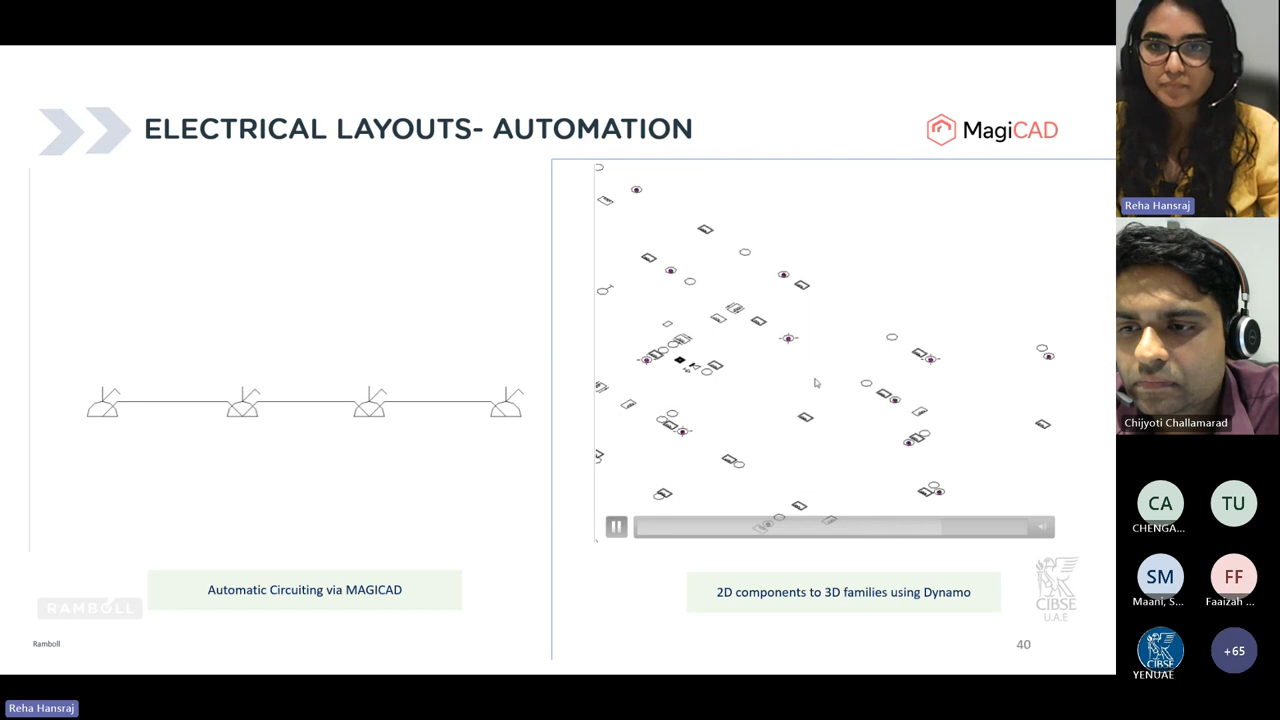 ELECTRICAL LAYOUTS- AUTOMATION
MagiCAD
Automatic Circuiting via MAGICAD
2D components to 3D families using Dynamo
RAMBOLL
CIBSE
U.A.E
Ramboll
40
Reha Hansraj
Chijyoti Challamarad
CA
TU
CHENGA...
SM
FF
Maani, S...
Faaizah ...
CIBSE
+65
YENUAE
Reha Hansraj